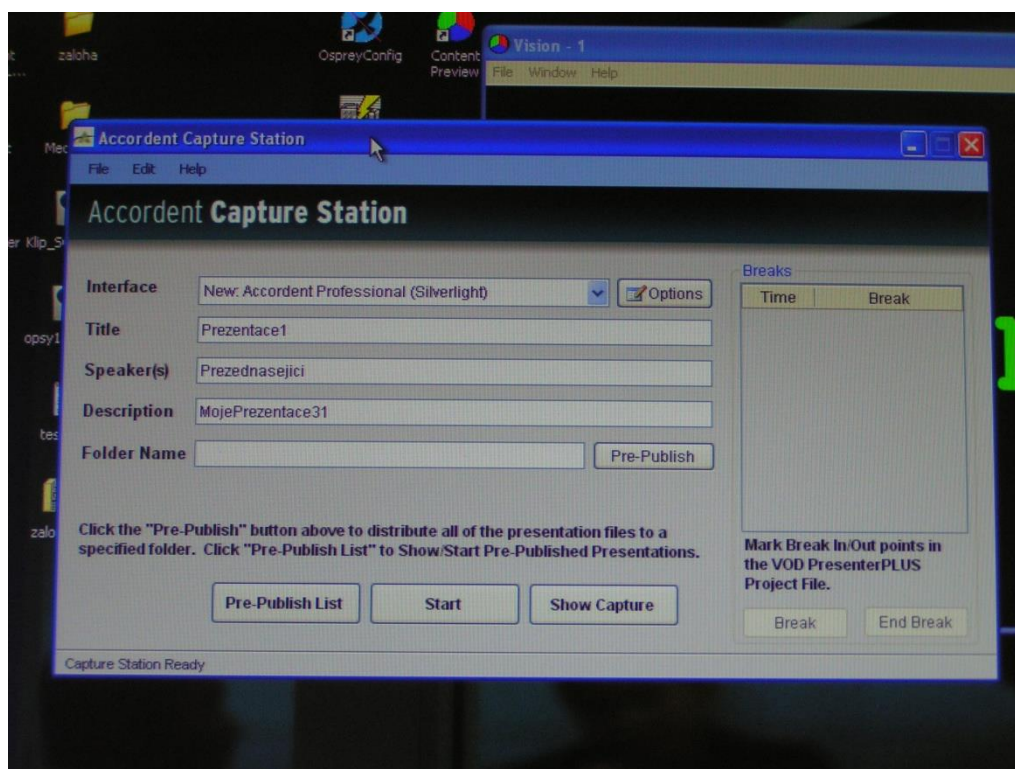 zaloha
OspreyConfig
Content
Preview
Vision - 1
File Window Help
Accordent Capture Station
File Edit Help
Accordent Capture Station
Interface
New: Accordent Professional (Silverlight)
Options
Title
Prezentace1
Speaker(s)
Prezednasejici
Description
MojePrezentace31
Folder Name
Pre-Publish
Click the "Pre-Publish" button above to distribute all of the presentation files to a
specified folder. Click "Pre-Publish List" to Show/Start Pre-Published Presentations.
Pre-Publish List
Start
Show Capture
Breaks
Time
Break
Mark Break In/Out points in
the VOD PresenterPLUS
Project File.
Break
End Break
Capture Station Ready